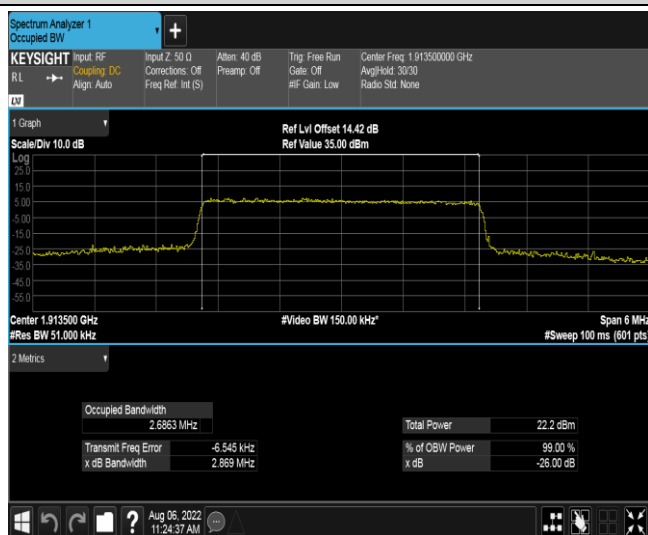 Spectrum Analyzer 1
Occupied BW
+
KEYSIGHT
RL
LXI
Input: RF
Coupling: DC
Align: Auto
Input Z: 50 Ω
Corrections: Off
Freq Ref: Int (S)
Atten: 40 dB
Preamp: Off
Trig: Free Run
Gate: Off
#IF Gain: Low
Center Freq: 1.913500000 GHz
Avg|Hold: 30/30
Radio Std: None
1 Graph
Scale/Div 10.0 dB
Ref Lvl Offset 14.42 dB
Ref Value 35.00 dBm
Log
25.0
15.0
5.00
-5.00
-15.0
-25.0
-35.0
-45.0
-55.0
Center 1.913500 GHz
#Res BW 51.000 kHz
#Video BW 150.00 kHz*
Span 6 MHz
#Sweep 100 ms (601 pts)
2 Metrics
Occupied Bandwidth
2.6863 MHz
Transmit Freq Error -6.545 kHz
x dB Bandwidth 2.869 MHz
Total Power 22.2 dBm
% of OBW Power 99.00 %
x dB -26.00 dB
?
Aug 06, 2022
11:24:37 AM